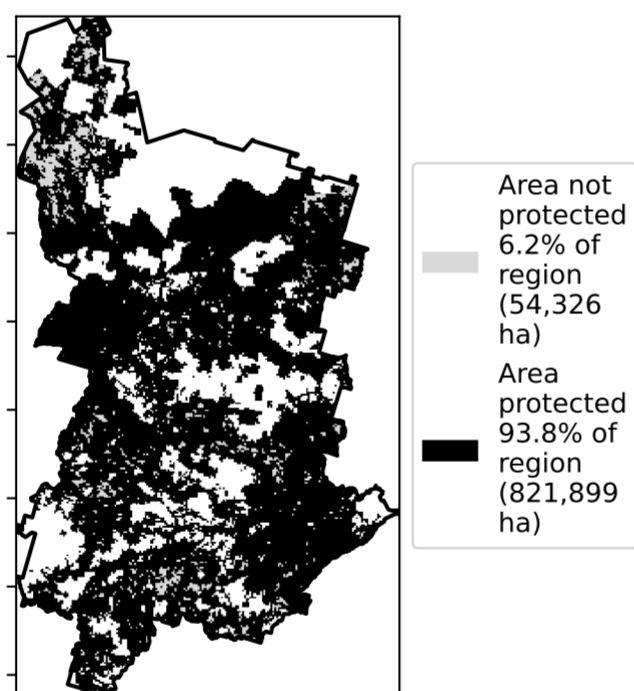 Area not
protected
6.2% of
region
(54,326
ha)
Area
protected
93.8% of
region
(821,899
ha)